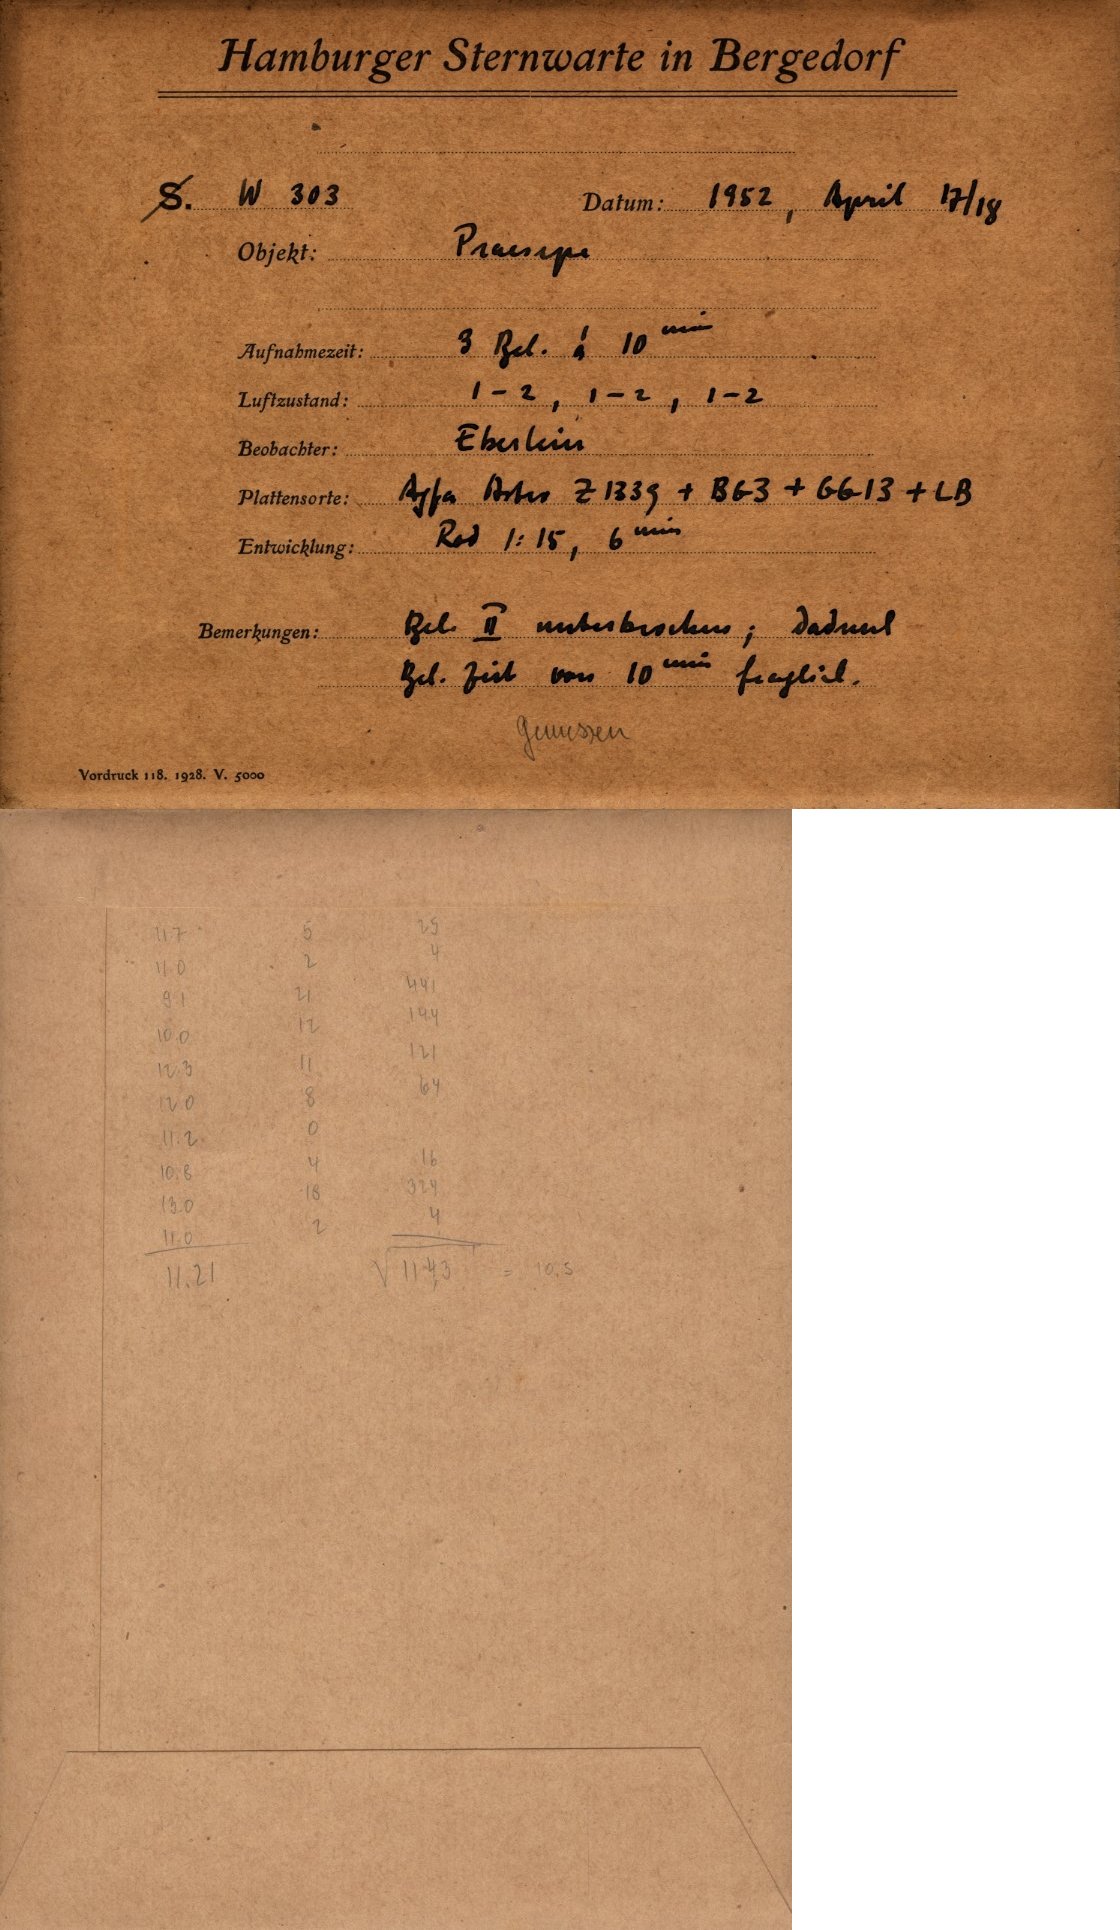 Hamburger Sternwarte in Bergedorf
S. W 303 Datum: 1952, April 17/18
Objekt: Praesepe
Aufnahmezeit: 3 Bel. à 10 min
Luftzustand: 1-2, 1-2, 1-2
Beobachter: Eberlein
Plattensorte: Agfa Astro Z 1339 + BG3 + GG13 + LB
Entwicklung: Rod 1:15, 6 min
Bemerkungen: Bel. II unterbrochen; dadurch
Bel. Zeit von 10 min fraglich.
Gemessen
Vordruck 118. 1928. V. 5000
11.7 5 25
11.0 2 4
9.1 21 441
10.0 12 144
12.3 11 121
12.0 8 64
11.2 0
10.8 4 16
13.0 18 324
11.0 2 4
11.21 √1143 = 10.5